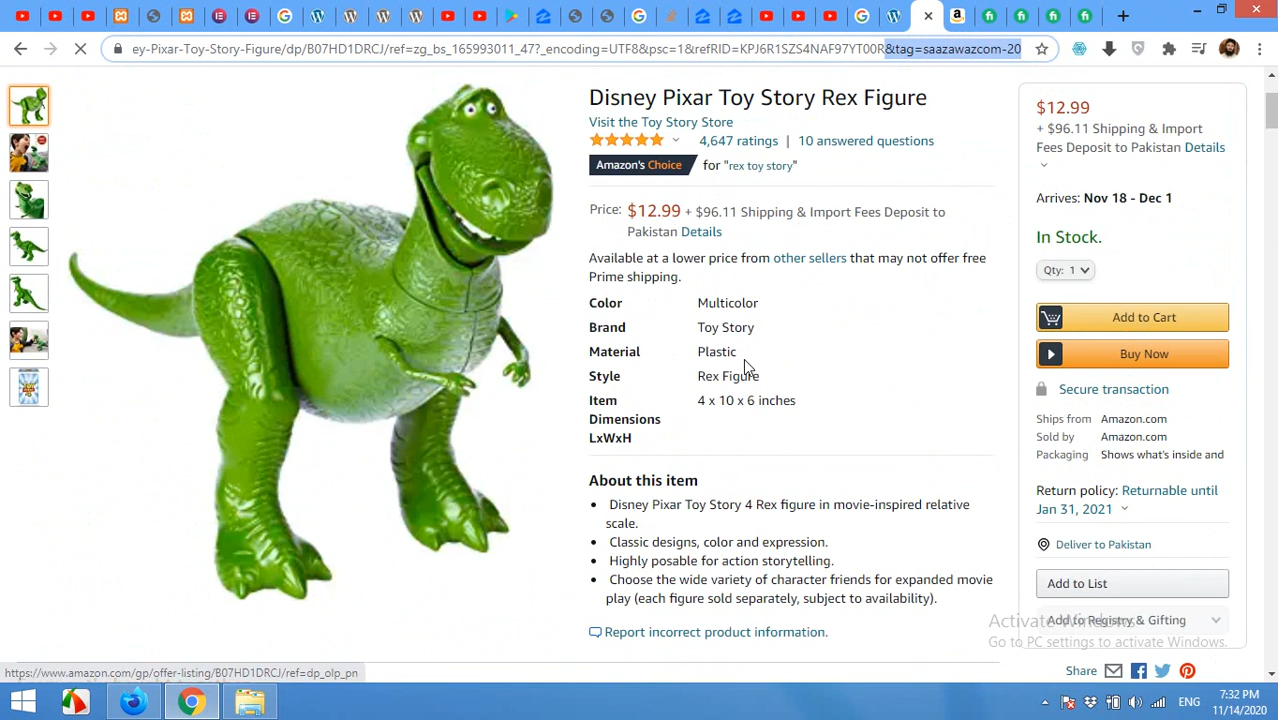 ey-Pixar-Toy-Story-Figure/dp/B07HD1DRCJ/ref=zg_bs_165993011_47?_encoding=UTF8&psc=1&refRID=KPJ6R1SZS4NAF97YT00R&tag=saazawazcom-20
Disney Pixar Toy Story Rex Figure
Visit the Toy Story Store
4,647 ratings | 10 answered questions
Amazon's Choice for "rex toy story"
Price: $12.99 + $96.11 Shipping & Import Fees Deposit to
Pakistan Details
Available at a lower price from other sellers that may not offer free
Prime shipping.
Color Multicolor
Brand Toy Story
Material Plastic
Style Rex Figure
Item 4 x 10 x 6 inches
Dimensions
LxWxH
About this item
• Disney Pixar Toy Story 4 Rex figure in movie-inspired relative
scale.
• Classic designs, color and expression.
• Highly posable for action storytelling.
• Choose the wide variety of character friends for expanded movie
play (each figure sold separately, subject to availability).
Report incorrect product information.
$12.99
+ $96.11 Shipping & Import
Fees Deposit to Pakistan Details
Arrives: Nov 18 - Dec 1
In Stock.
Qty: 1
Add to Cart
Buy Now
Secure transaction
Ships from Amazon.com
Sold by Amazon.com
Packaging Shows what's inside and
Return policy: Returnable until
Jan 31, 2021
Deliver to Pakistan
Add to List
Add to Registry & Gifting
Activate Windows
Go to PC settings to activate Windows.
Share
https://www.amazon.com/gp/offer-listing/B07HD1DRCJ/ref=dp_olp_pn
ENG
7:32 PM
11/14/2020